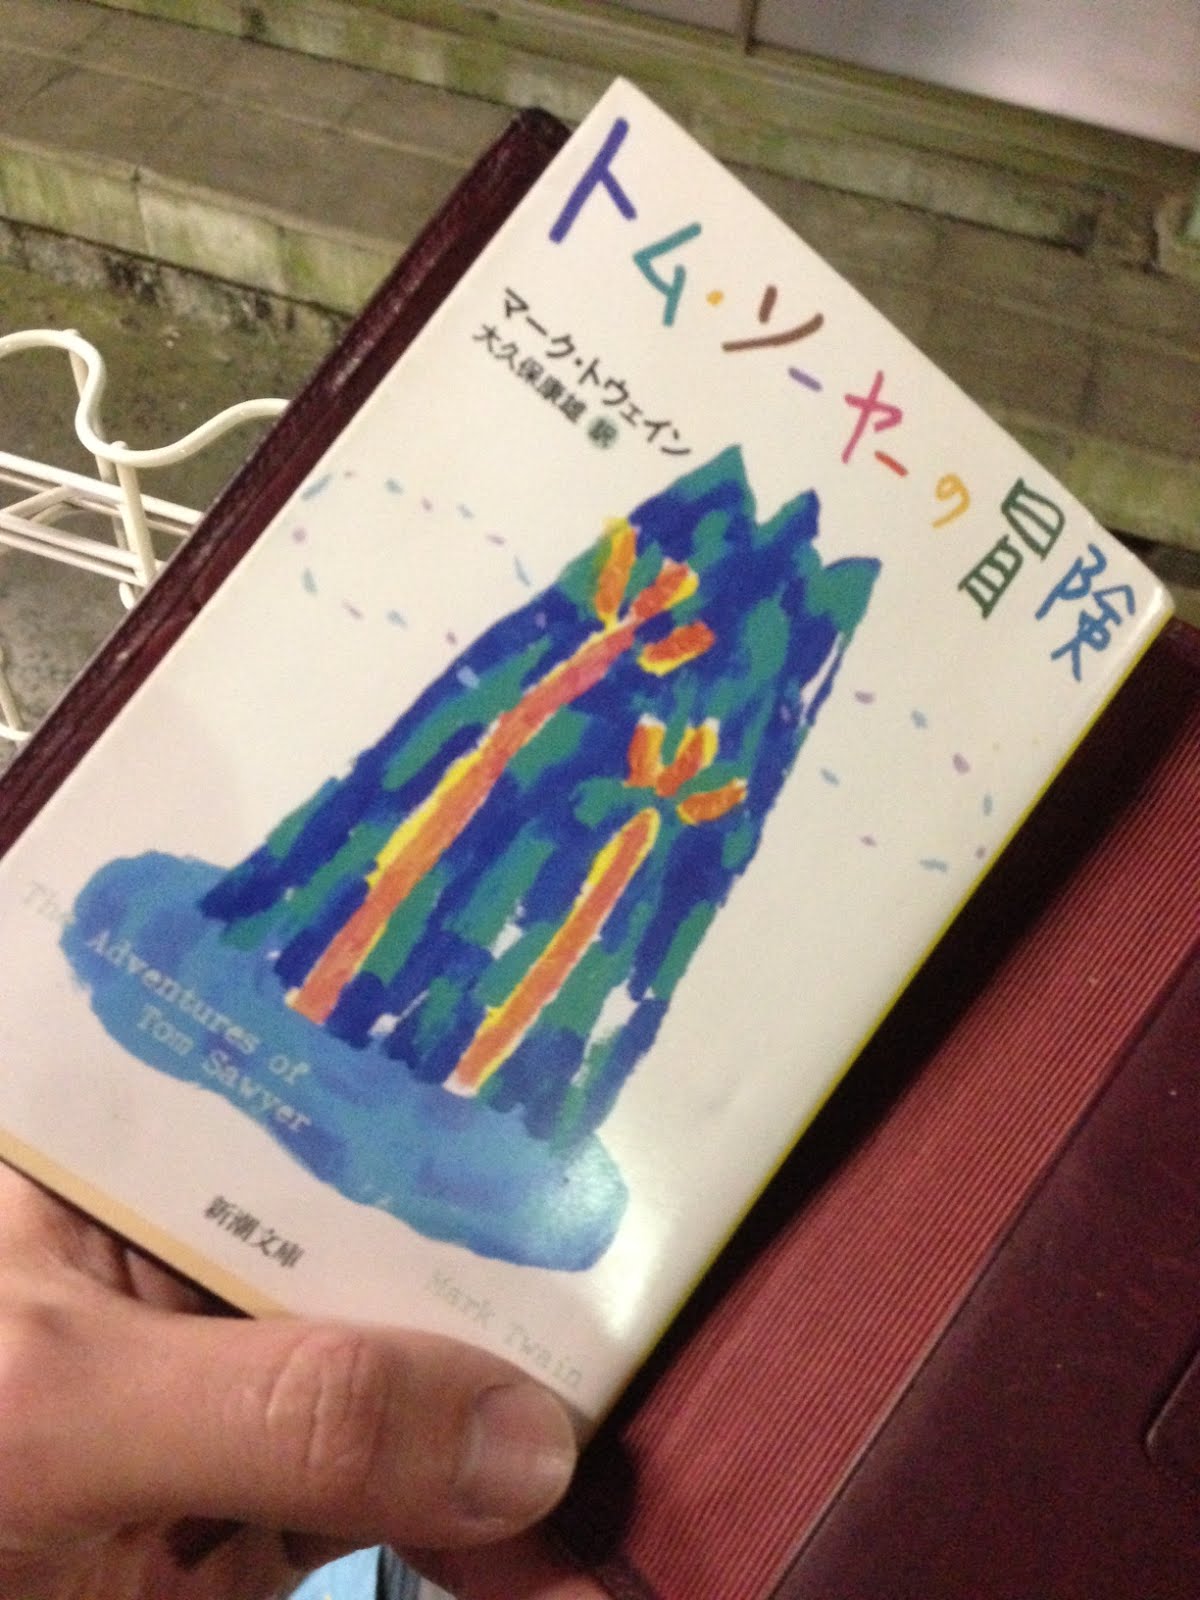 トム・ソーヤーの冒険
マーク・トウェイン
大久保康雄 訳
The
Adventures of
Tom Sawyer
新潮文庫
Mark Twain